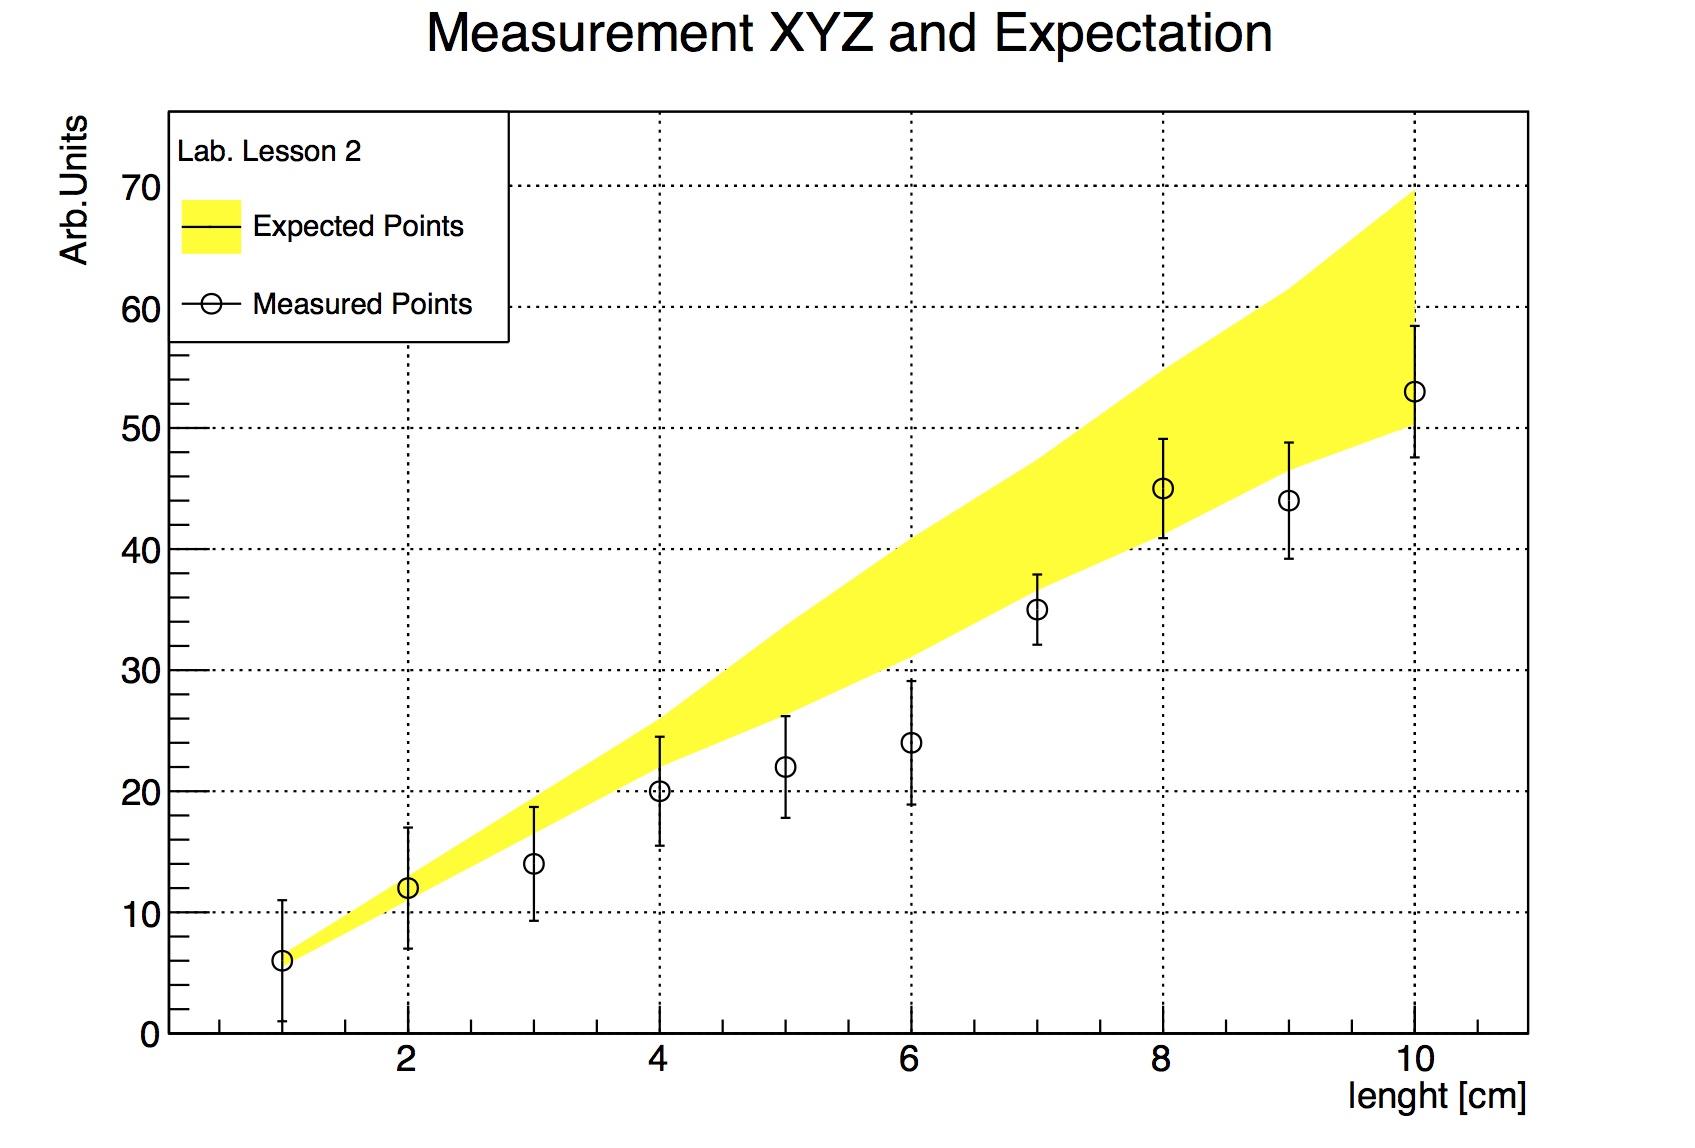 Measurement XYZ and Expectation
Arb.Units
Lab. Lesson 2
Expected Points
Measured Points
70
60
50
40
30
20
10
0
2 4 6 8 10
lenght [cm]